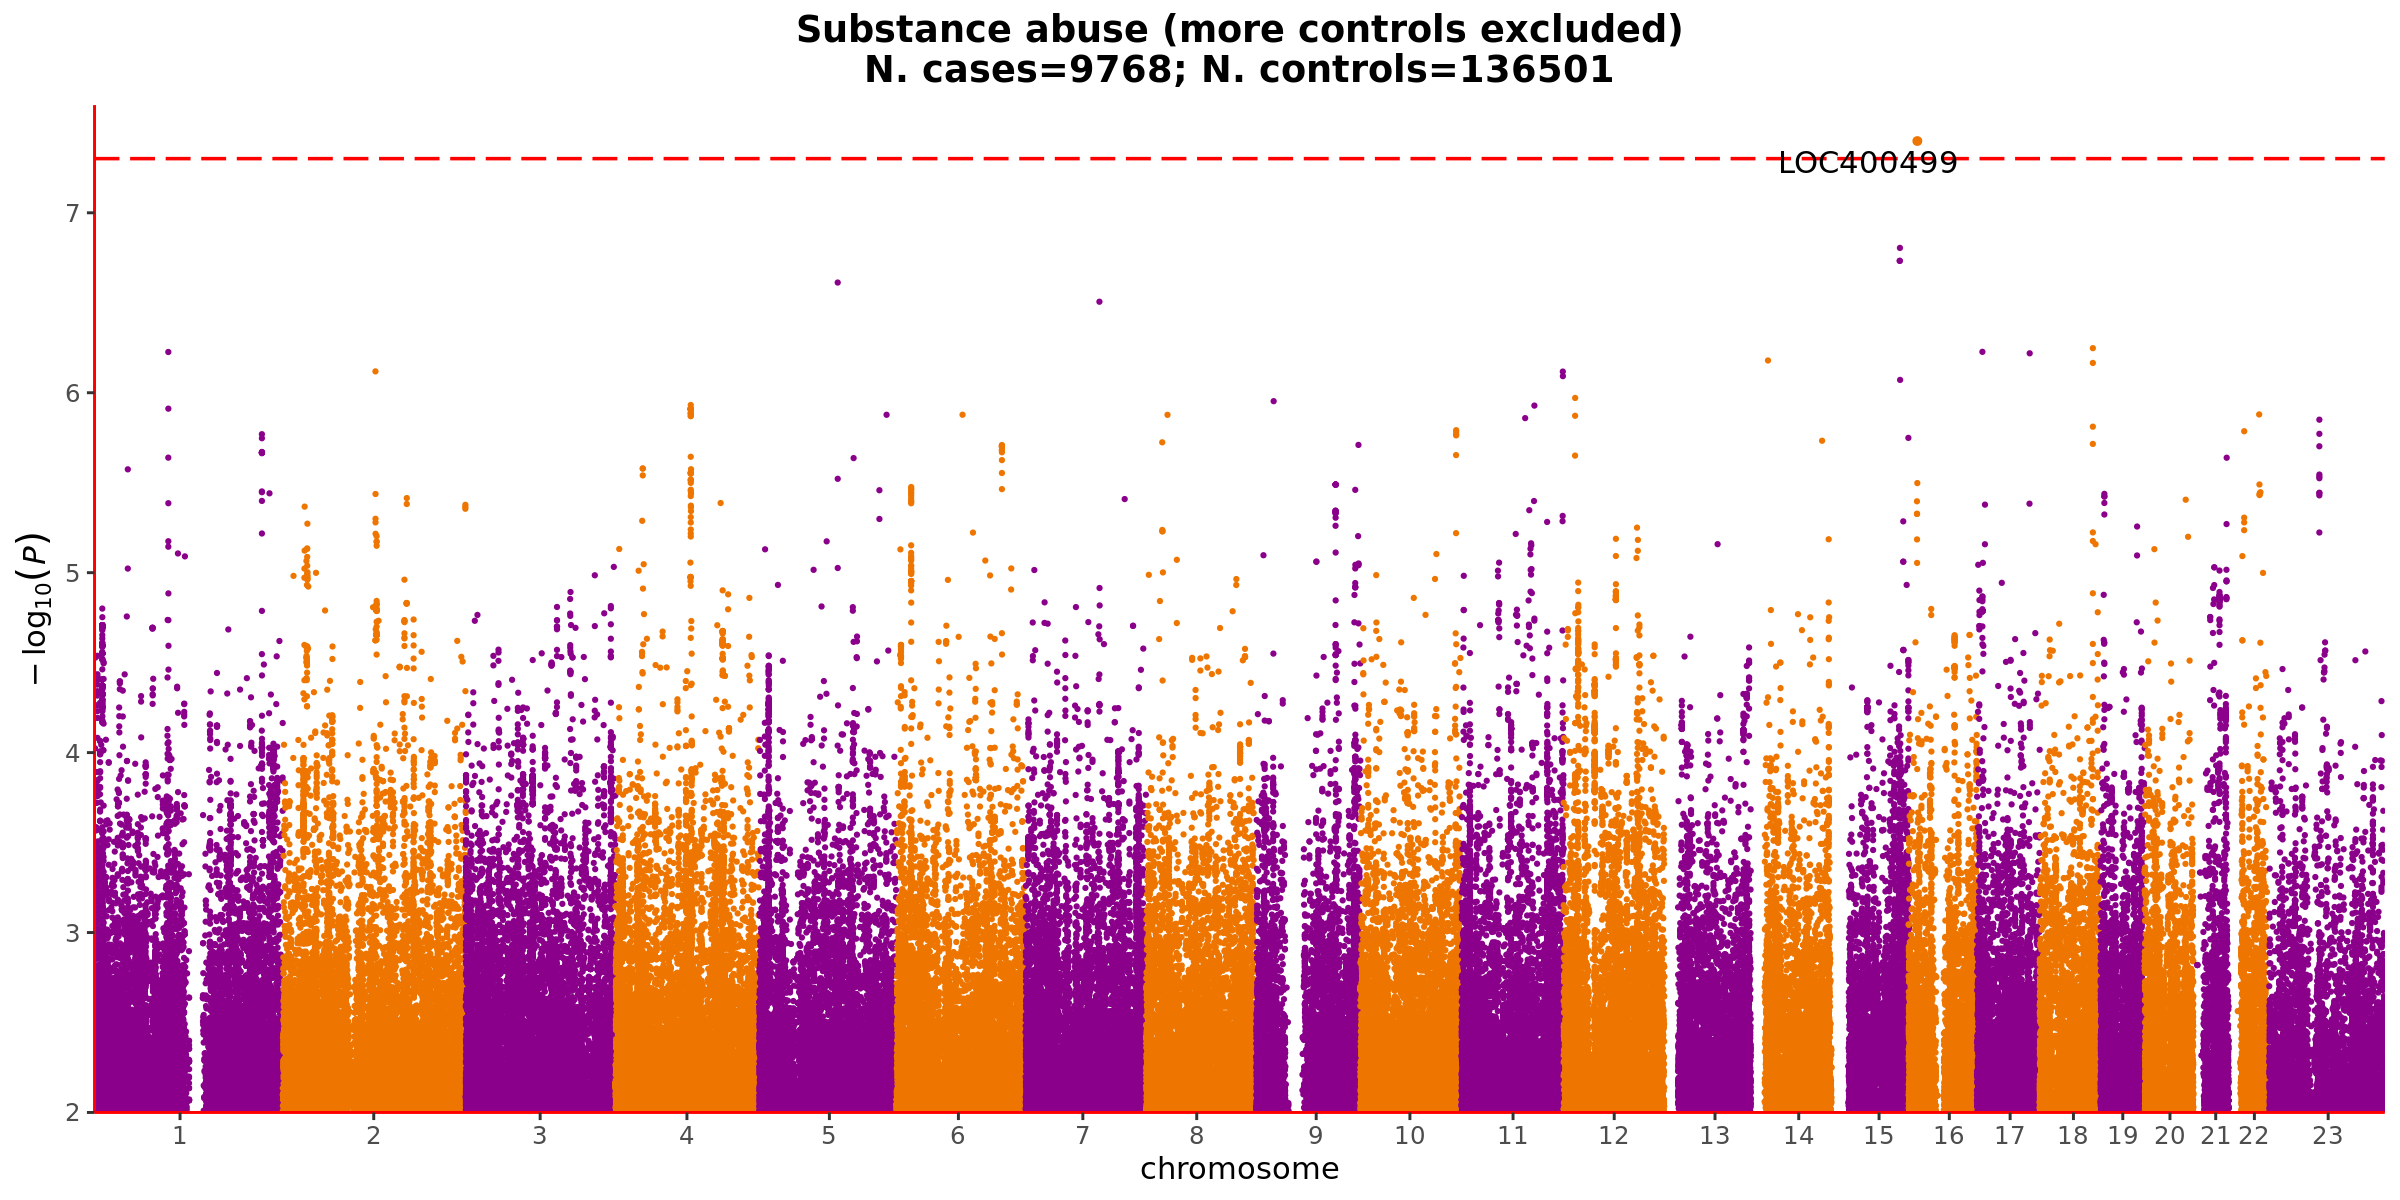 Substance abuse (more controls excluded)
N. cases=9768; N. controls=136501
LOC400499
7
6
5
4
3
2
−log10(P)
1 2 3 4 5 6 7 8 9 10 11 12 13 14 15 16 17 18 19 20 21 22 23
chromosome